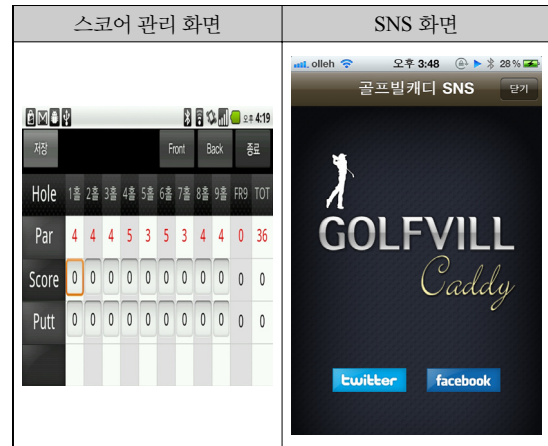 스코어 관리 화면
SNS 화면
오후 4:19
저장 Front Back 종료
Hole 1홀 2홀 3홀 4홀 5홀 6홀 7홀 8홀 9홀 FR9 TOT
Par 4 4 4 5 3 5 3 4 4 0 36
Score 0 0 0 0 0 0 0 0 0 0 0
Putt 0 0 0 0 0 0 0 0 0 0 0
olleh 오후 3:48 28%
골프빌캐디 SNS 닫기
GOLFVILL
Caddy
twitter facebook